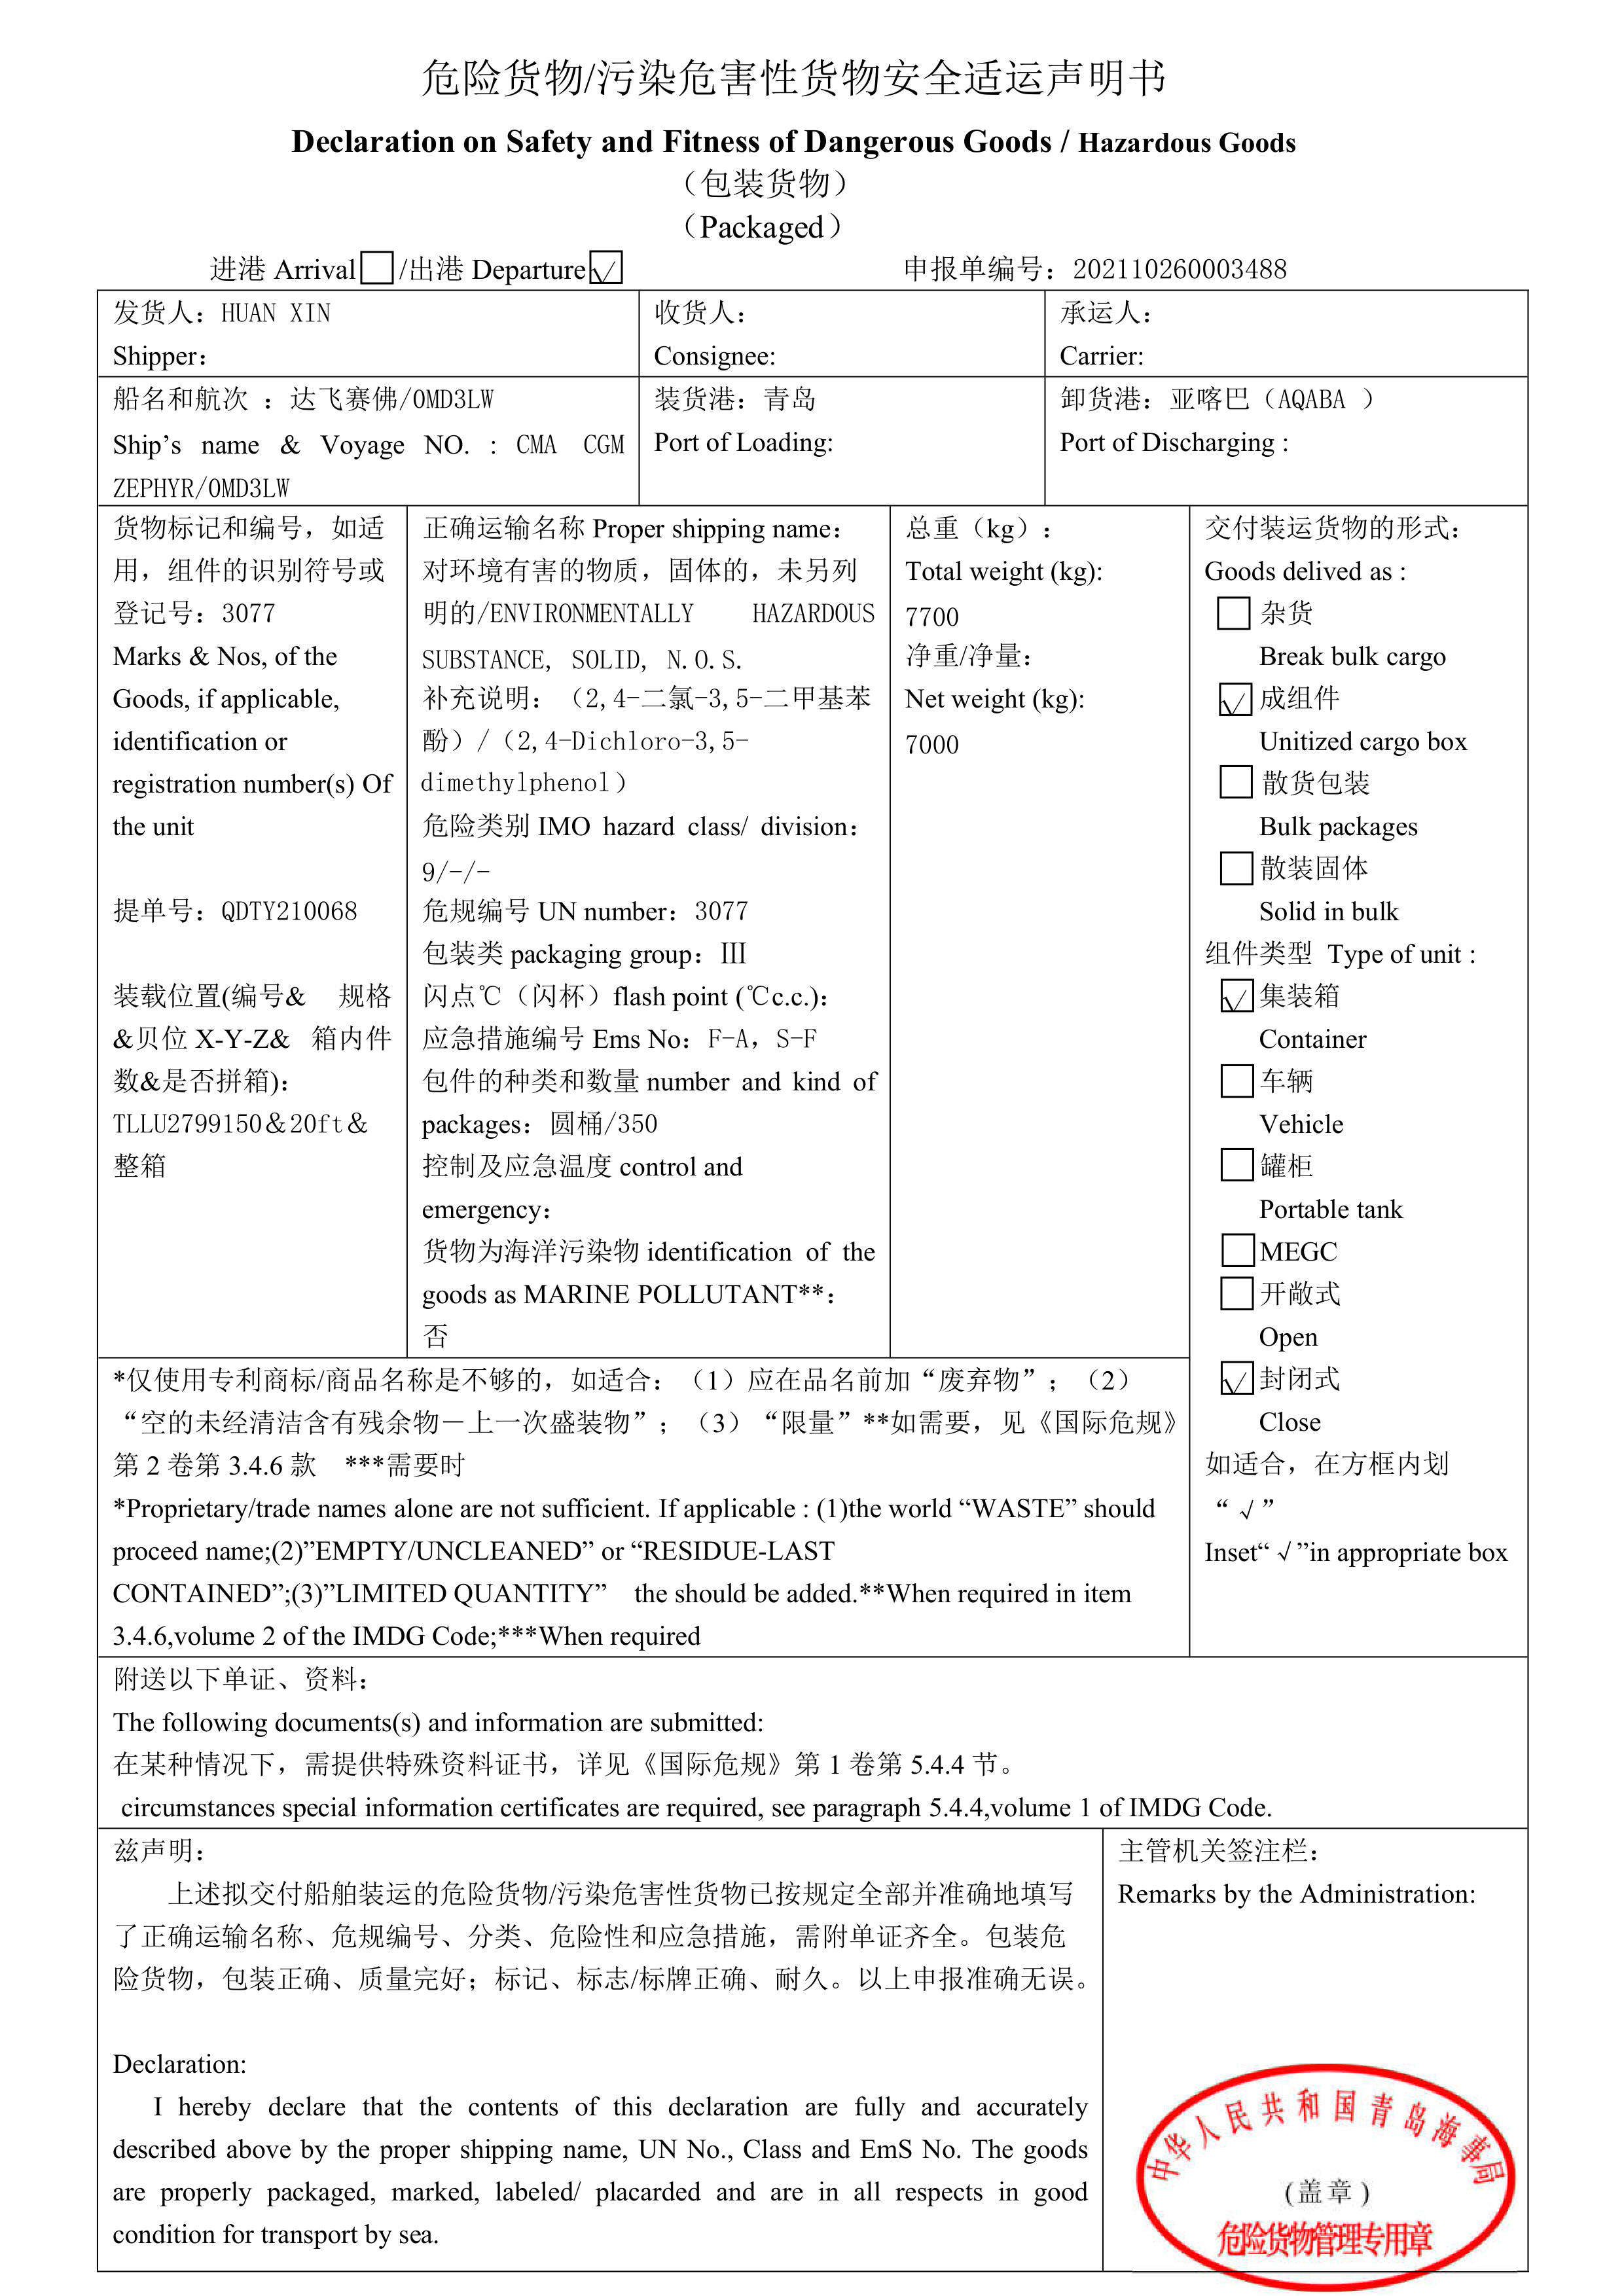 危险货物/污染危害性货物安全适运声明书
Declaration on Safety and Fitness of Dangerous Goods / Hazardous Goods
（包装货物）
（Packaged）
进港 Arrival /出港 Departure√ 申报单编号：202110260003488
发货人：HUAN XIN
Shipper：
收货人：
Consignee:
承运人：
Carrier:
船名和航次 ：达飞赛佛/0MD3LW
Ship’s name & Voyage NO. : CMA CGM
ZEPHYR/0MD3LW
装货港：青岛
Port of Loading:
卸货港：亚喀巴（AQABA ）
Port of Discharging :
货物标记和编号，如适
用，组件的识别符号或
登记号：3077
Marks & Nos, of the
Goods, if applicable,
identification or
registration number(s) Of
the unit
提单号：QDTY210068
装载位置(编号& 规格
&贝位 X-Y-Z& 箱内件
数&是否拼箱)：
TLLU2799150＆20ft＆
整箱
正确运输名称 Proper shipping name：
对环境有害的物质，固体的，未另列
明的/ENVIRONMENTALLY HAZARDOUS
SUBSTANCE, SOLID, N.O.S.
补充说明：（2,4-二氯-3,5-二甲基苯
酚）/（2,4-Dichloro-3,5-
dimethylphenol）
危险类别 IMO hazard class/ division：
9/-/-
危规编号 UN number：3077
包装类 packaging group：Ⅲ
闪点℃（闪杯）flash point (℃c.c.)：
应急措施编号 Ems No：F-A，S-F
包件的种类和数量 number and kind of
packages：圆桶/350
控制及应急温度 control and
emergency：
货物为海洋污染物 identification of the
goods as MARINE POLLUTANT**：
否
总重（kg）：
Total weight (kg):
7700
净重/净量：
Net weight (kg):
7000
交付装运货物的形式：
Goods delived as :
杂货
Break bulk cargo
√ 成组件
Unitized cargo box
散货包装
Bulk packages
散装固体
Solid in bulk
组件类型 Type of unit :
√ 集装箱
Container
车辆
Vehicle
罐柜
Portable tank
MEGC
开敞式
Open
√ 封闭式
Close
如适合，在方框内划
“√”
Inset“√”in appropriate box
*仅使用专利商标/商品名称是不够的，如适合：（1）应在品名前加“废弃物”；（2）
“空的未经清洁含有残余物－上一次盛装物”；（3）“限量”**如需要，见《国际危规》
第 2 卷第 3.4.6 款 ***需要时
*Proprietary/trade names alone are not sufficient. If applicable : (1)the world “WASTE” should
proceed name;(2)”EMPTY/UNCLEANED” or “RESIDUE-LAST
CONTAINED”;(3)”LIMITED QUANTITY” the should be added.**When required in item
3.4.6,volume 2 of the IMDG Code;***When required
附送以下单证、资料：
The following documents(s) and information are submitted:
在某种情况下，需提供特殊资料证书，详见《国际危规》第 1 卷第 5.4.4 节。
circumstances special information certificates are required, see paragraph 5.4.4,volume 1 of IMDG Code.
兹声明：
上述拟交付船舶装运的危险货物/污染危害性货物已按规定全部并准确地填写
了正确运输名称、危规编号、分类、危险性和应急措施，需附单证齐全。包装危
险货物，包装正确、质量完好；标记、标志/标牌正确、耐久。以上申报准确无误。
Declaration:
I hereby declare that the contents of this declaration are fully and accurately
described above by the proper shipping name, UN No., Class and EmS No. The goods
are properly packaged, marked, labeled/ placarded and are in all respects in good
condition for transport by sea.
主管机关签注栏：
Remarks by the Administration:
中华人民共和国青岛海事局
(盖章)
危险货物管理专用章